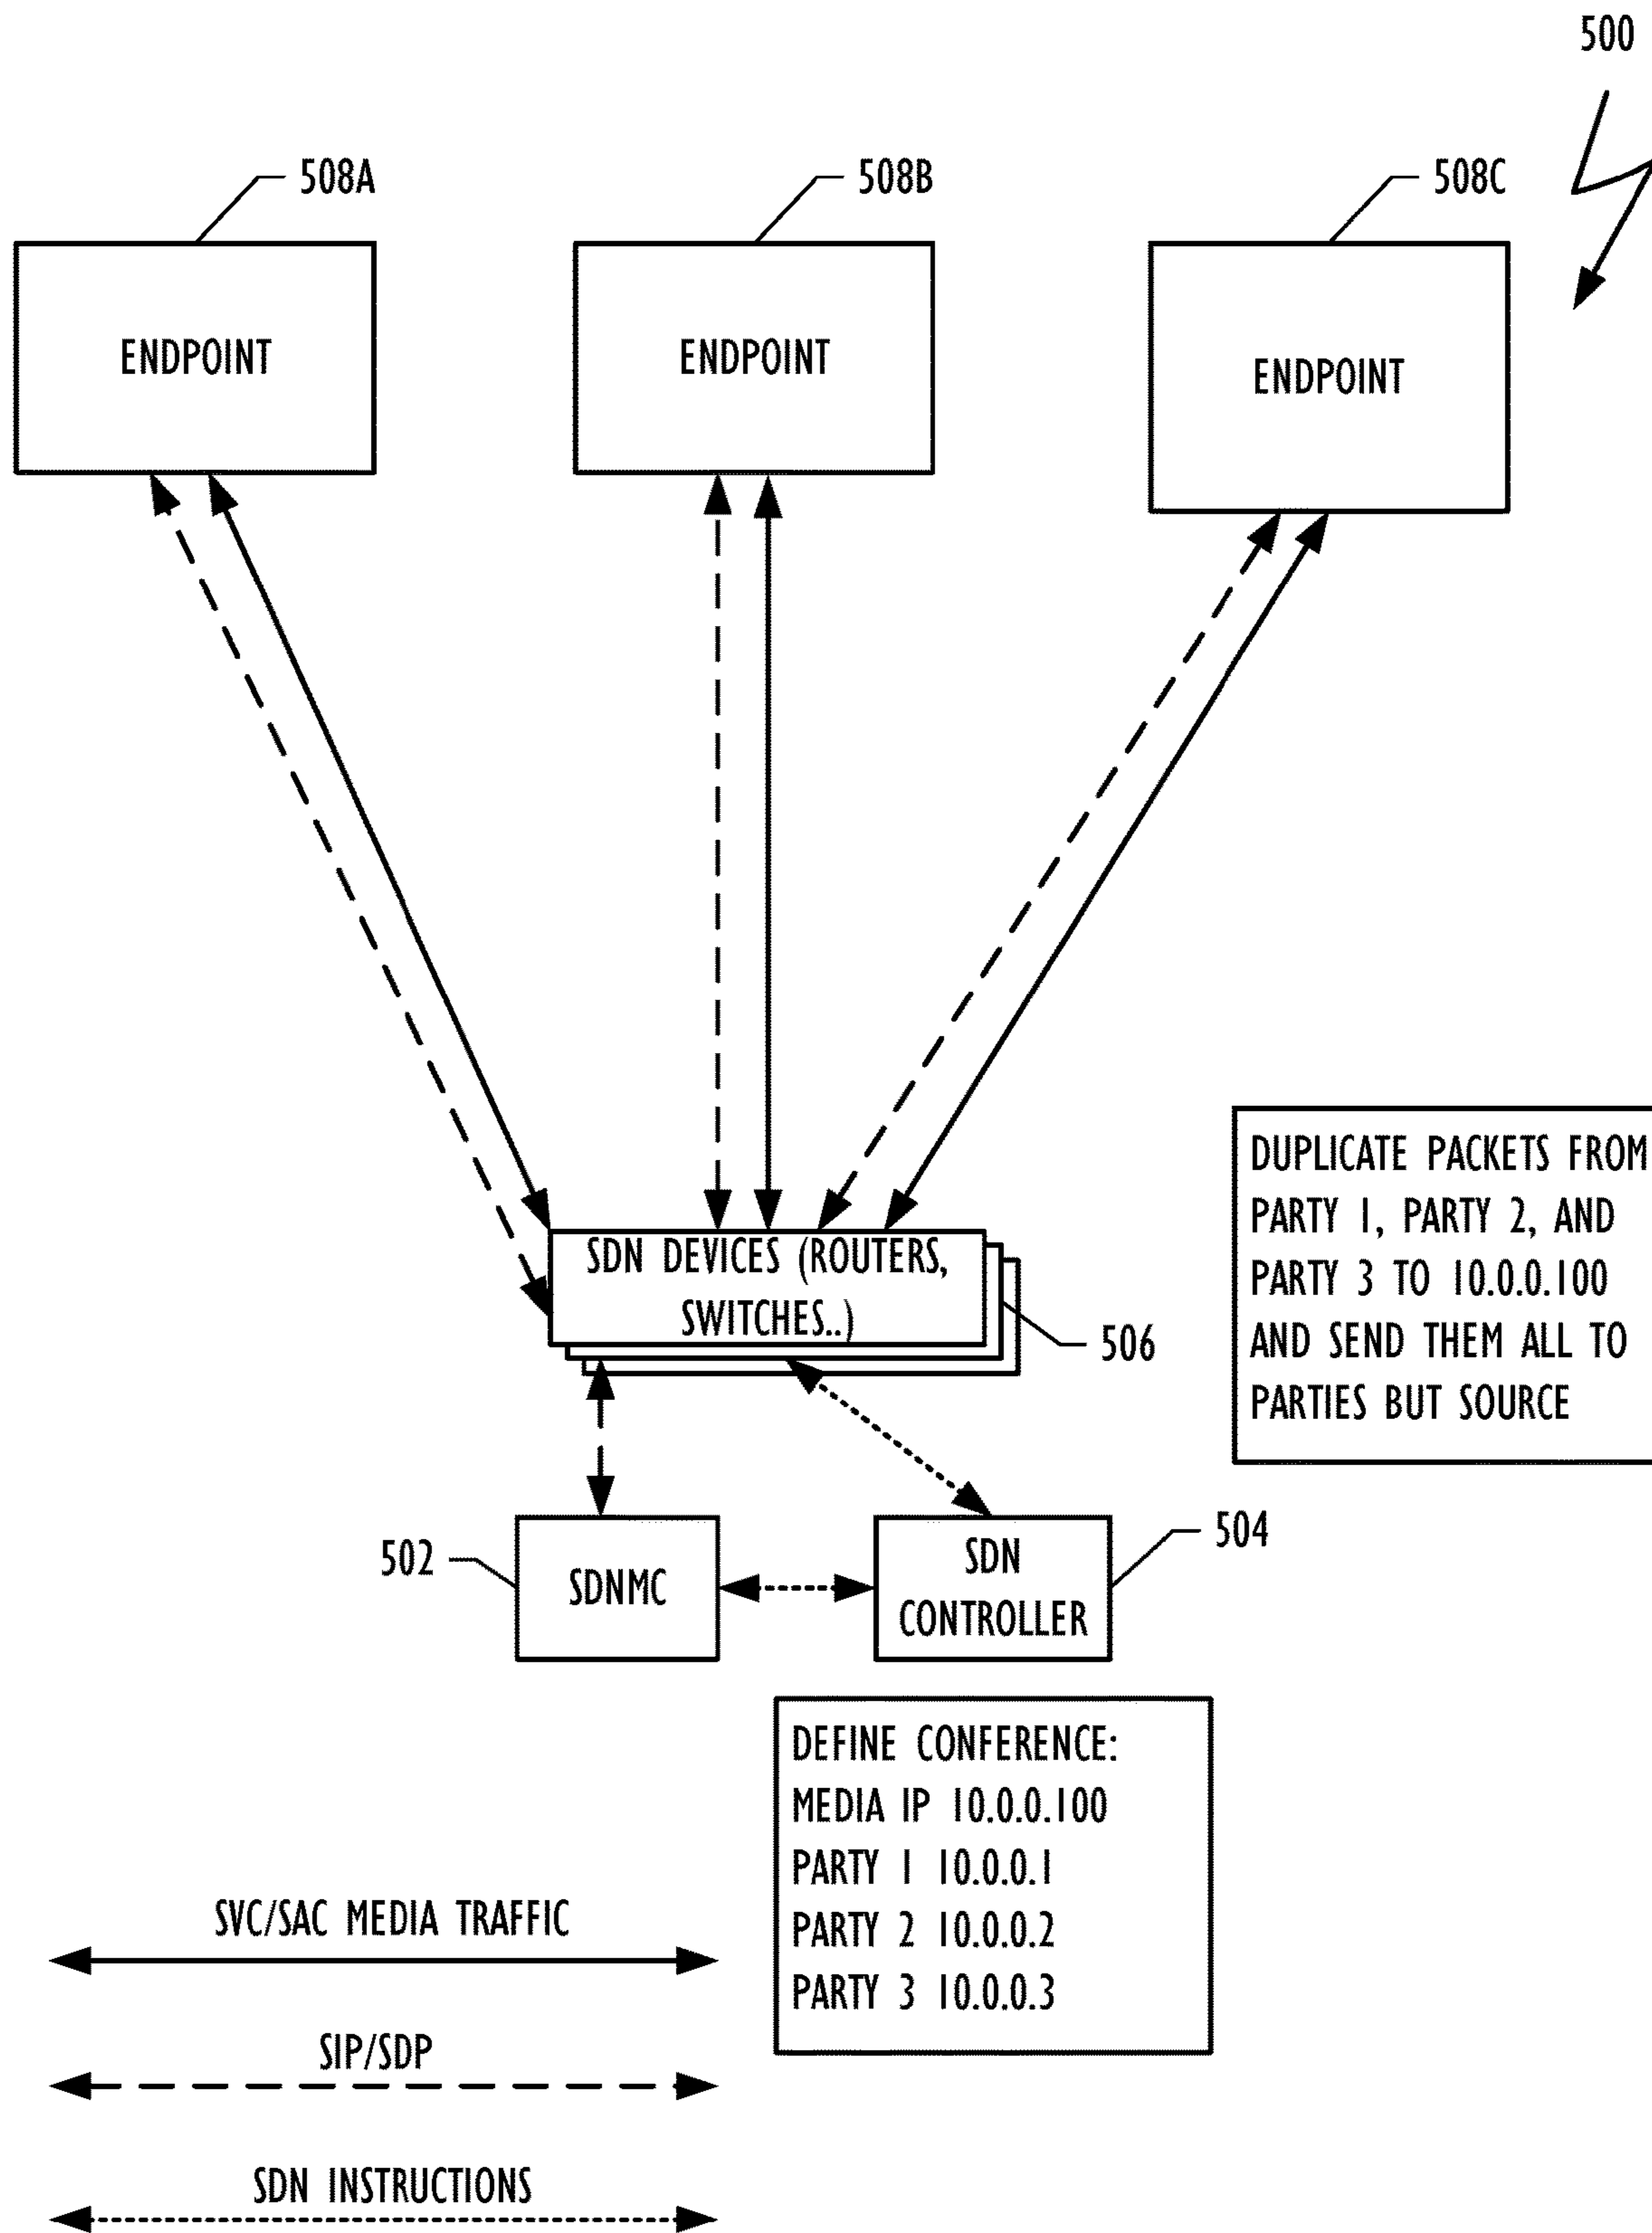 500
508A
508B
508C
ENDPOINT
ENDPOINT
ENDPOINT
DUPLICATE PACKETS FROM
PARTY 1, PARTY 2, AND
PARTY 3 TO 10.0.0.100
AND SEND THEM ALL TO
PARTIES BUT SOURCE
SDN DEVICES (ROUTERS,
SWITCHES..)
506
502
SDNMC
SDN
CONTROLLER
504
DEFINE CONFERENCE:
MEDIA IP 10.0.0.100
PARTY 1 10.0.0.1
PARTY 2 10.0.0.2
PARTY 3 10.0.0.3
SVC/SAC MEDIA TRAFFIC
SIP/SDP
SDN INSTRUCTIONS